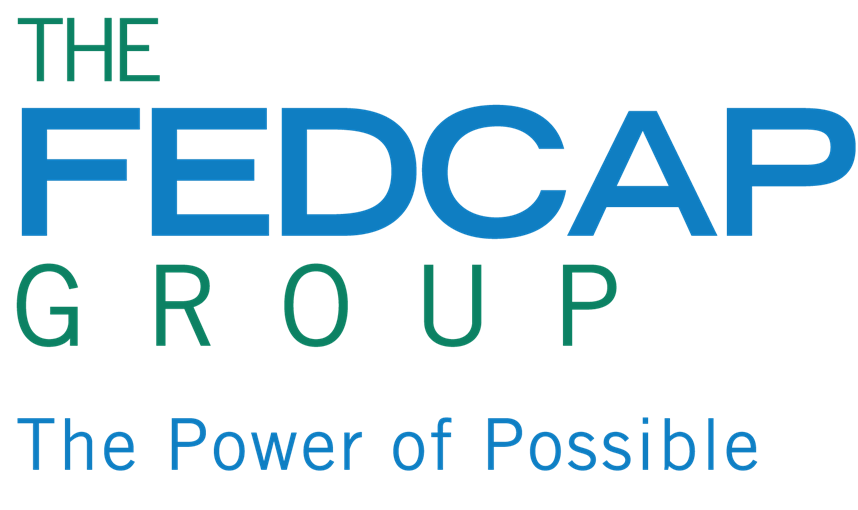 THE
FEDCAP
GROUP
The Power of Possible